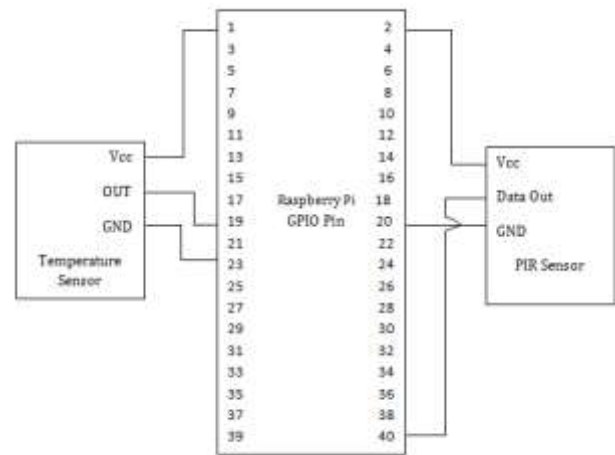 1 2
3 4
5 6
7 8
9 10
11 12
13 14
15 16
17 18
19 20
21 22
23 24
25 26
27 28
29 30
31 32
33 34
35 36
37 38
39 40
Raspberry Pi
GPIO Pin
Vcc
OUT
GND
Temperature
Sensor
Vcc
Data Out
GND
PIR Sensor